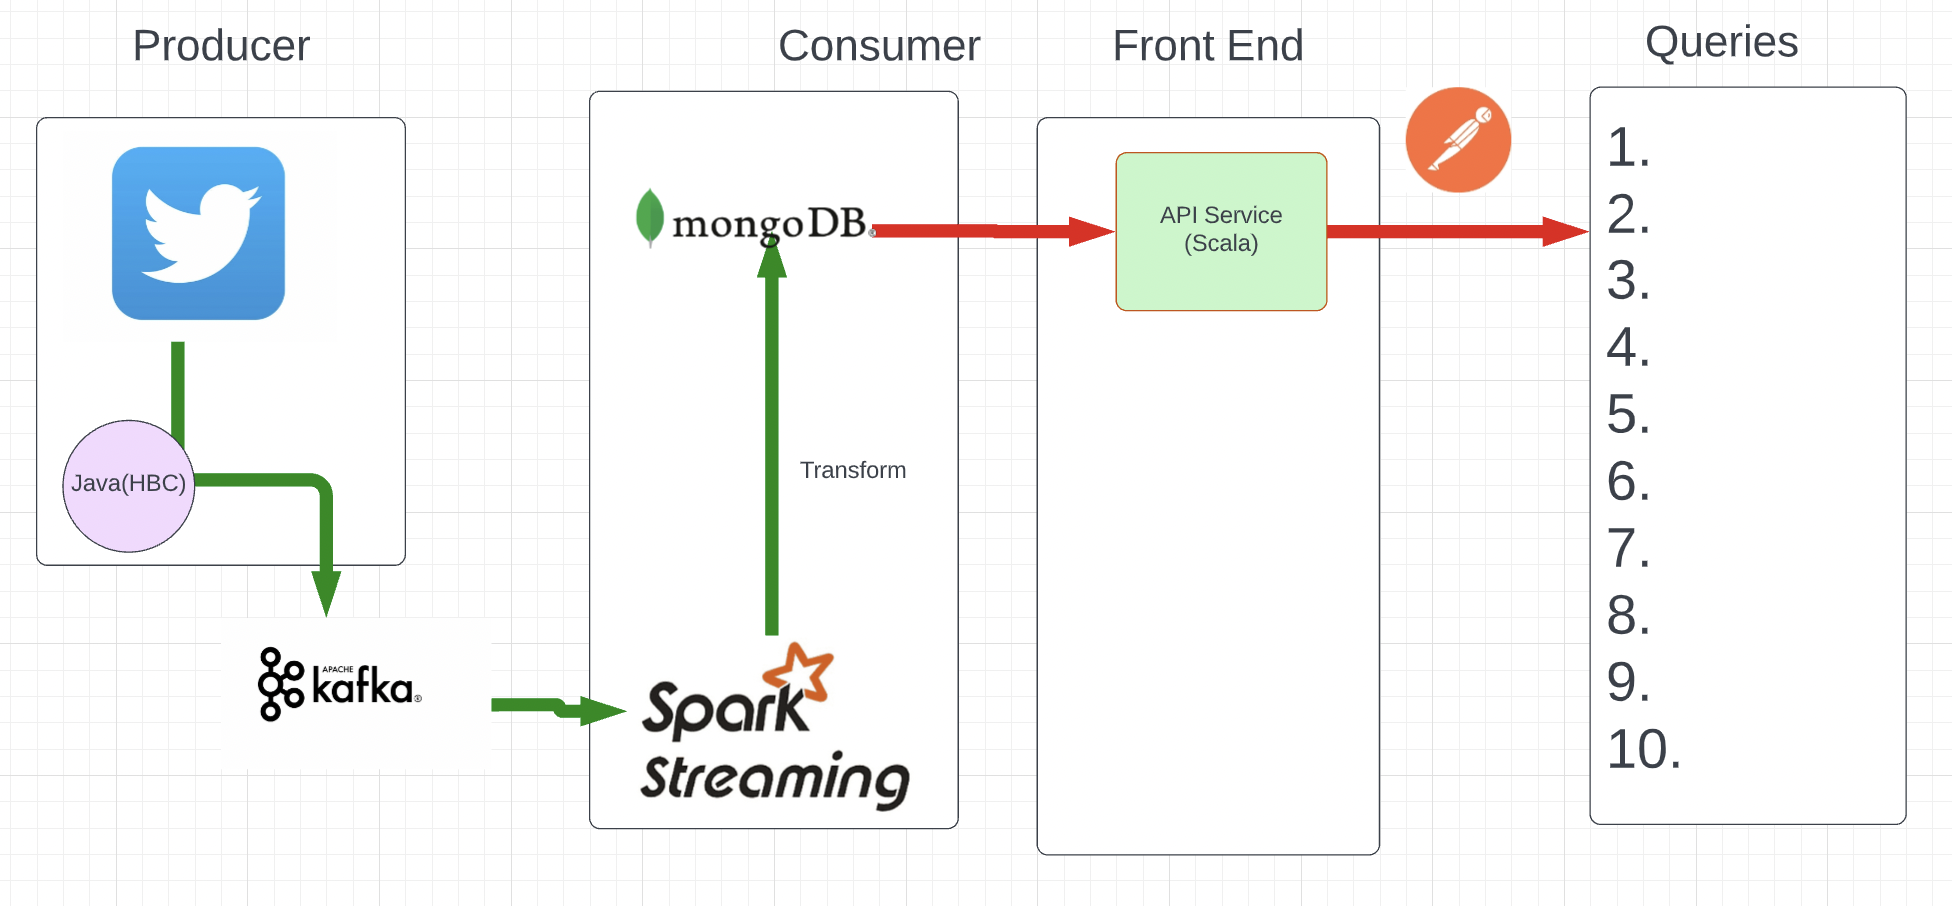 Producer
Consumer
Front End
Queries
Java(HBC)
APACHE
kafka®
mongoDB
Transform
Spark
Streaming
API Service
(Scala)
1.
2.
3.
4.
5.
6.
7.
8.
9.
10.